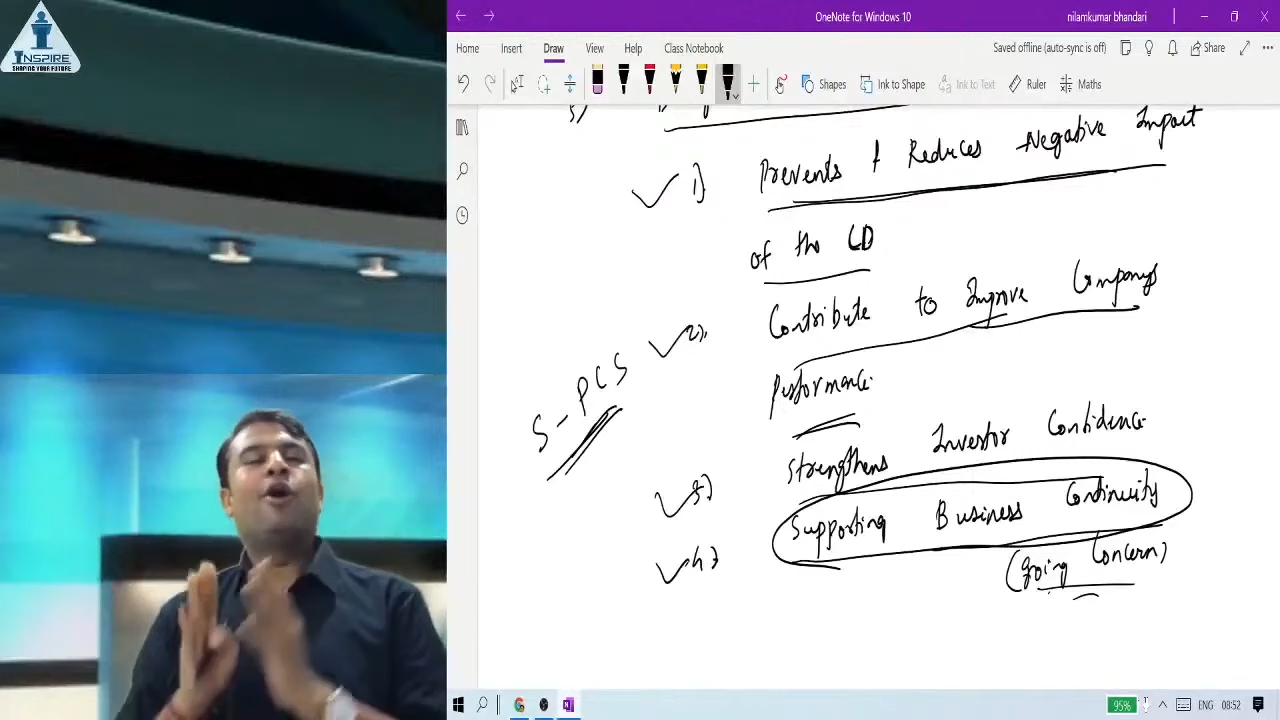 INSPIRE
SHAPING YOUR FUTURE
OneNote for Windows 10
nilamkumar bhandari
Home Insert Draw View Help Class Notebook
Saved offline (auto-sync is off)
Share
Shapes
Ink to Shape
Ink to Text
Ruler
Maths
1) Prevents & Reduces Negative Impact
of the CD
2) Contribute to Improve Companys
Performance
S-PCS
3) Strengthens Investor Confidence
4) Supporting Business Continuity
(Going Concern)
95%
08:52